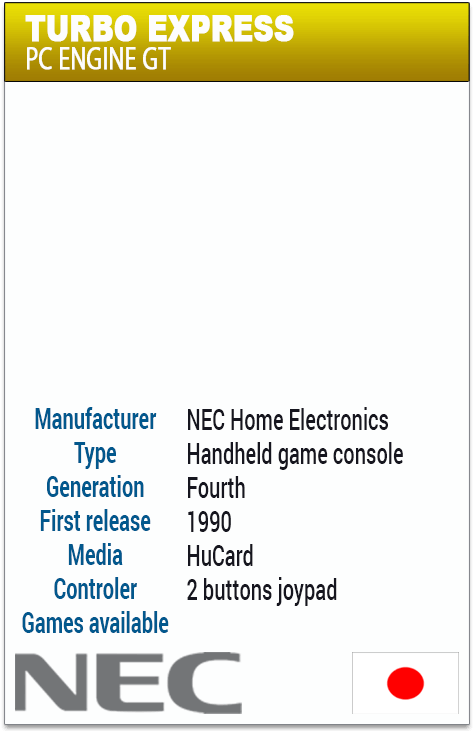 TURBO EXPRESS
PC ENGINE GT
Manufacturer NEC Home Electronics
Type Handheld game console
Generation Fourth
First release 1990
Media HuCard
Controler 2 buttons joypad
Games available
NEC